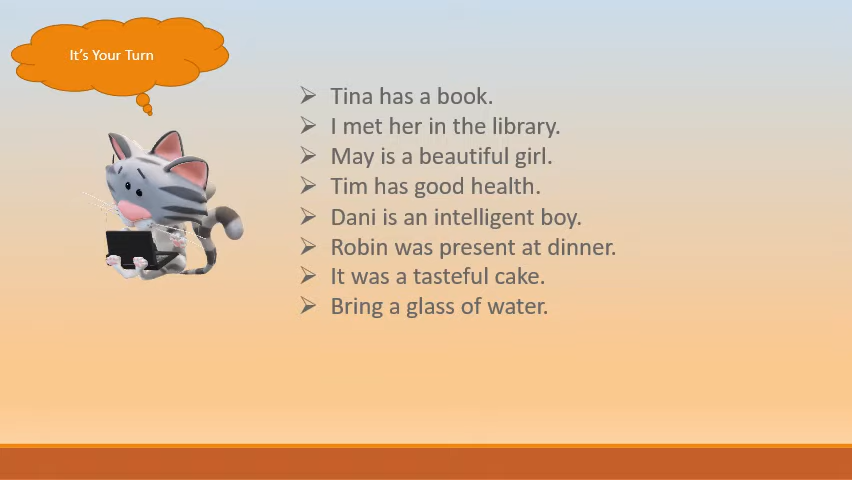 It's Your Turn
Tina has a book.
I met her in the library.
May is a beautiful girl.
Tim has good health.
Dani is an intelligent boy.
Robin was present at dinner.
It was a tasteful cake.
Bring a glass of water.